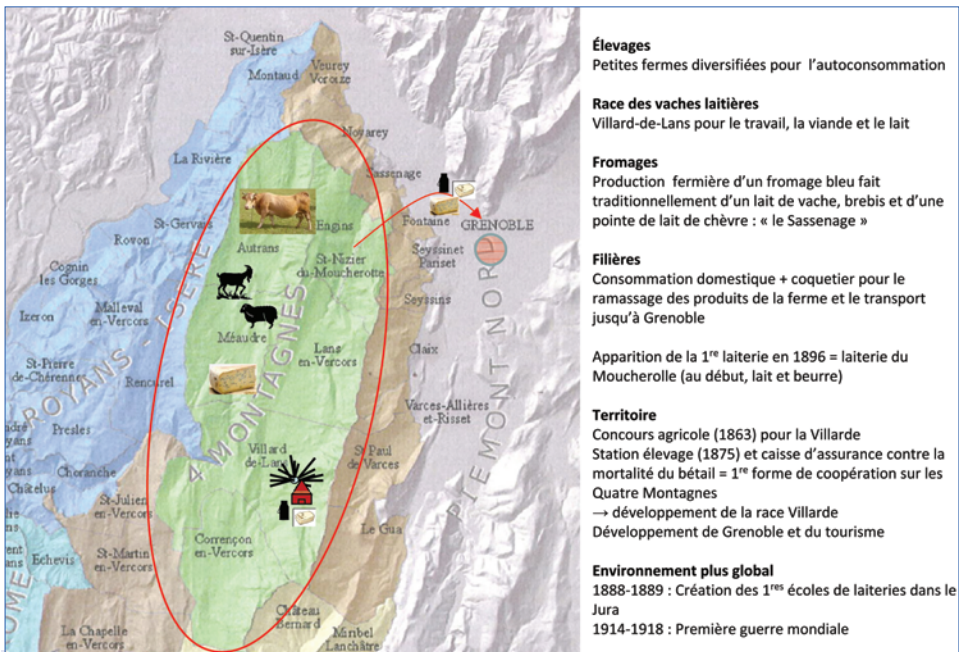 St-Quentin
sur-Isère
Montaud
Veurey
Voroize
Noyarey
La Rivière
Sassenage
St-Gervais
Engins
Fontaine
GRENOBLE
Rovon
Autrans
St-Nizier
du-Moucherotte
Seyssinet
Pariset
Cognin
les Gorges
Malleval
en-Vercors
Izeron
Seyssins
Méaudre
Lans
en-Vercors
Claix
St-Pierre
de-Chérennes
Rencurel
Varces-Allières
et-Risset
Presles
Villard
de-Lans
St Paul
de Varces
Choranche
Châtelus
St-Julien
en-Vercors
Le Gua
St-Martin
en-Vercors
Corrençon
en-Vercors
Echevis
Château
Bernard
La Chapelle
en-Vercors
Miribel
Lanchâtre
ROYANS - ISÈRE
4 MONTAGNES
PIEMONT NORD
Élevages
Petites fermes diversifiées pour l'autoconsommation
Race des vaches laitières
Villard-de-Lans pour le travail, la viande et le lait
Fromages
Production fermière d'un fromage bleu fait
traditionnellement d'un lait de vache, brebis et d'une
pointe de lait de chèvre : « le Sassenage »
Filières
Consommation domestique + coquetier pour le
ramassage des produits de la ferme et le transport
jusqu'à Grenoble
Apparition de la 1re laiterie en 1896 = laiterie du
Moucherolle (au début, lait et beurre)
Territoire
Concours agricole (1863) pour la Villarde
Station élevage (1875) et caisse d'assurance contre la
mortalité du bétail = 1re forme de coopération sur les
Quatre Montagnes
→ développement de la race Villarde
Développement de Grenoble et du tourisme
Environnement plus global
1888-1889 : Création des 1res écoles de laiteries dans le
Jura
1914-1918 : Première guerre mondiale